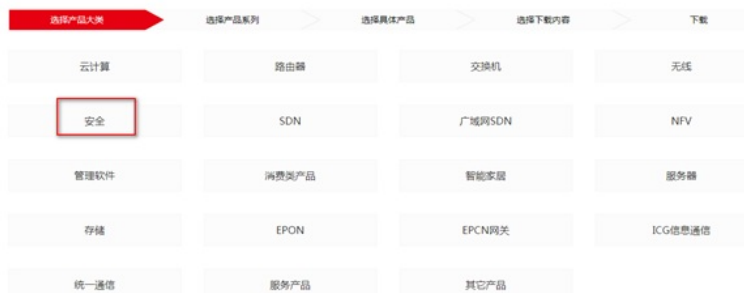 选择产品大类 选择产品系列 选择具体产品 选择下载内容 下载
云计算 路由器 交换机 无线
安全 SDN 广域网SDN NFV
管理软件 消费类产品 智能家居 服务器
存储 EPON EPCN网关 ICG信息通信
统一通信 服务产品 其它产品